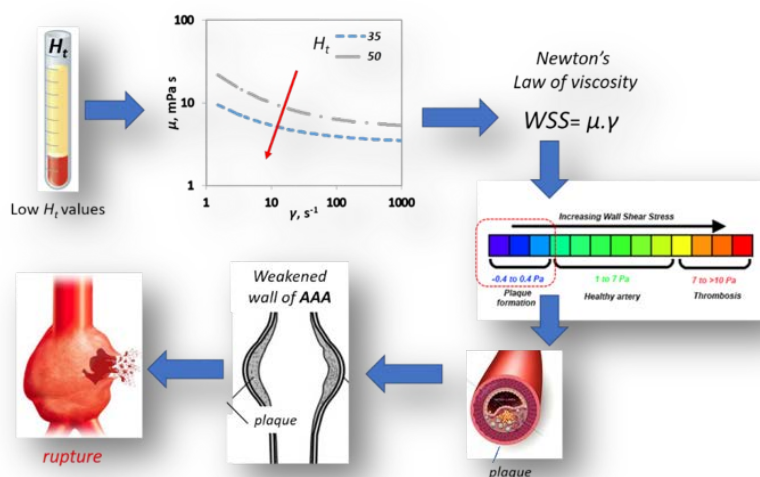 Hₜ
Low Hₜ values
100
10
1
μ, mPa s
1
10
100
1000
γ, s⁻¹
Hₜ
35
50
Newton's
Law of viscosity
WSS= μ.γ
Increasing Wall Shear Stress
-0.4 to 0.4 Pa
1 to 7 Pa
7 to >10 Pa
Plaque
formation
Healthy artery
Thrombosis
plaque
Weakened
wall of AAA
plaque
rupture